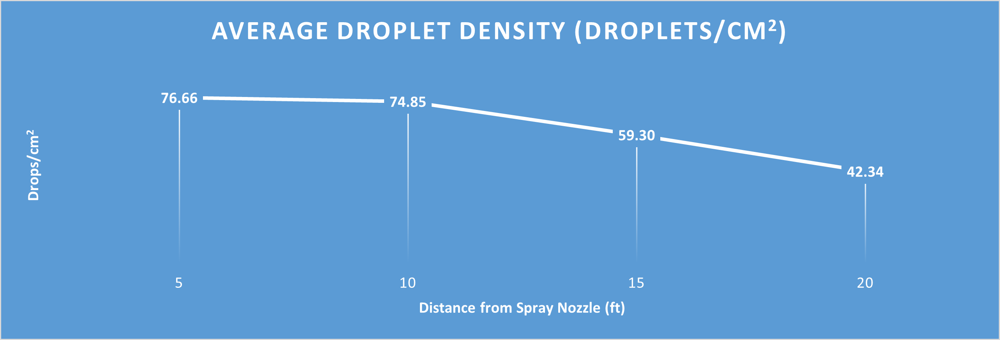 AVERAGE DROPLET DENSITY (DROPLETS/CM²)
76.66
74.85
59.30
42.34
Drops/cm²
5
10
15
20
Distance from Spray Nozzle (ft)